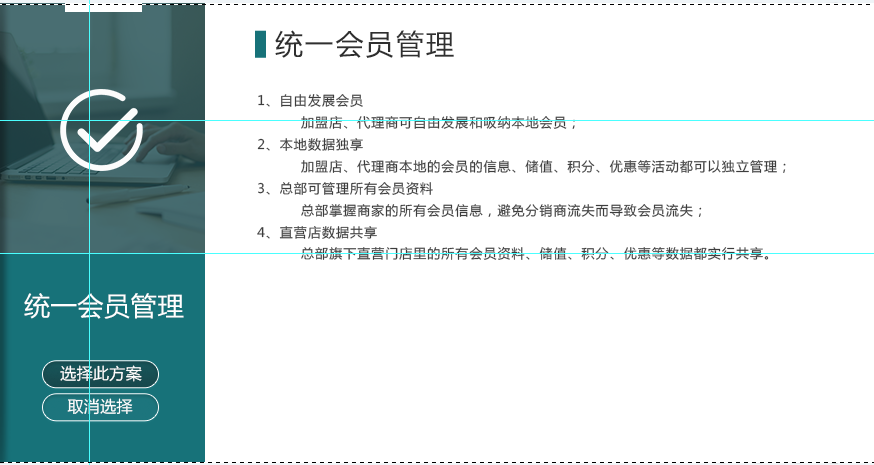 统一会员管理
选择此方案
取消选择
统一会员管理
1、自由发展会员
加盟店、代理商可自由发展和吸纳本地会员；
2、本地数据独享
加盟店、代理商本地的会员的信息、储值、积分、优惠等活动都可以独立管理；
3、总部可管理所有会员资料
总部掌握商家的所有会员信息，避免分销商流失而导致会员流失；
4、直营店数据共享
总部旗下直营门店里的所有会员资料、储值、积分、优惠等数据都实行共享。